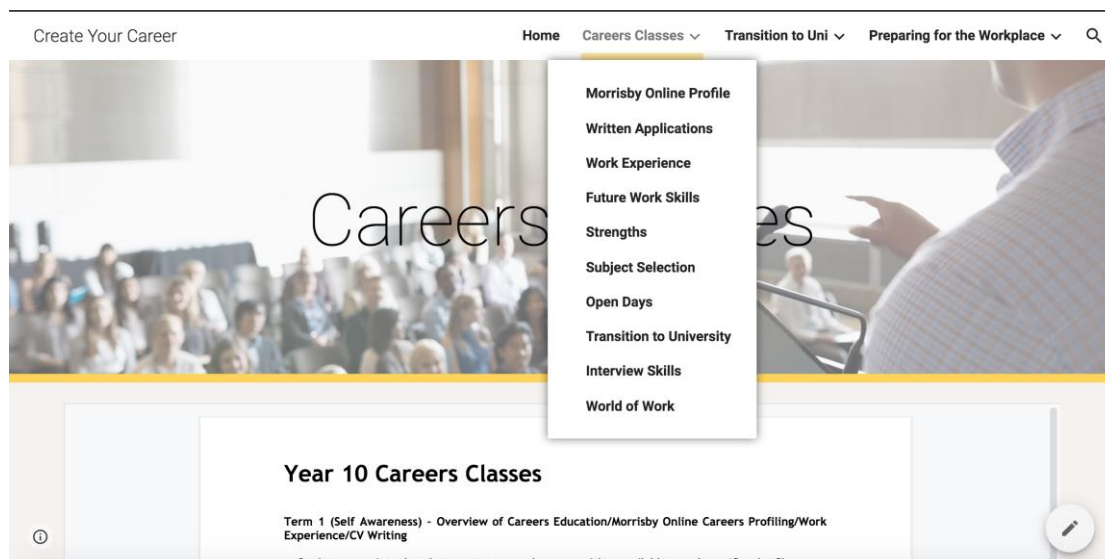 Create Your Career
Home
Careers Classes
Transition to Uni
Preparing for the Workplace
Morrisby Online Profile
Written Applications
Work Experience
Future Work Skills
Strengths
Subject Selection
Open Days
Transition to University
Interview Skills
World of Work
Careers es
Year 10 Careers Classes
Term 1 (Self Awareness) - Overview of Careers Education/Morrisby Online Careers Profiling/Work
Experience/CV Writing